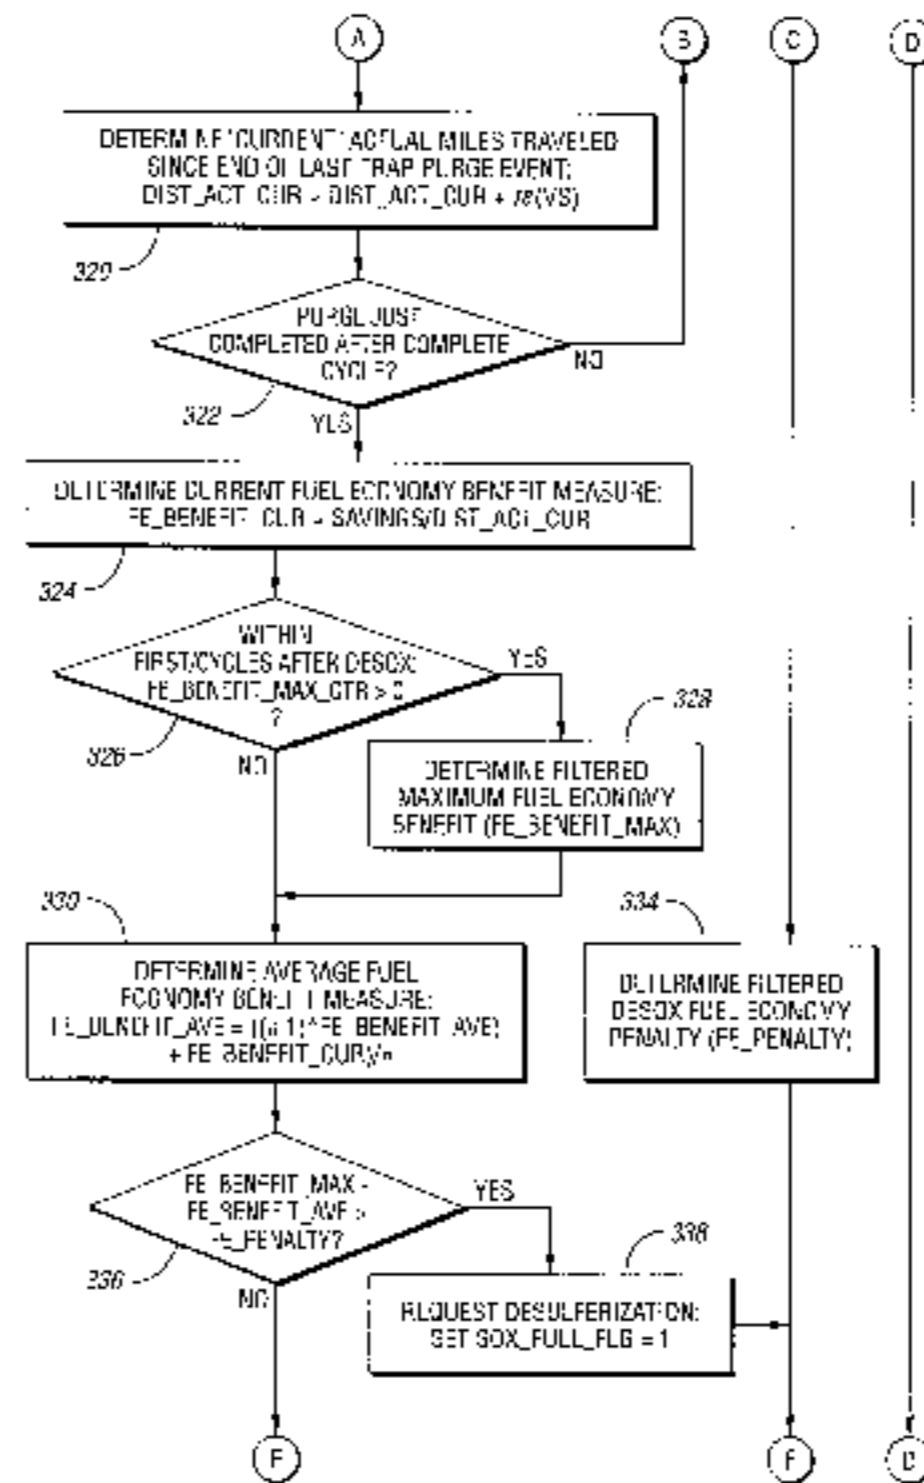 A
B
C
D
DETERMINE "CURRENT" ACTUAL MILES TRAVELED
SINCE END OF LAST TRAP PURGE EVENT:
DIST_ACT_CUR = DIST_ACT_CUR + (VS)
320
PURGE JUST
COMPLETED AFTER COMPLETE
CYCLE?
NO
322
YES
DETERMINE CURRENT FUEL ECONOMY BENEFIT MEASURE:
FE_BENEFIT_CUR = SAVINGS/DIST_ACT_CUR
324
WITHIN
FIRST CYCLES AFTER DESOX:
FE_BENEFIT_MAX_CTR > 0
?
YES
326
NO
328
DETERMINE FILTERED
MAXIMUM FUEL ECONOMY
BENEFIT (FE_BENEFIT_MAX)
330
334
DETERMINE AVERAGE FUEL
ECONOMY BENEFIT MEASURE:
FE_BENEFIT_AVE = ((n-1)*FE_BENEFIT_AVE)
+ FE_BENEFIT_CUR)/n
DETERMINE FILTERED
DESOX FUEL ECONOMY
PENALTY (FE_PENALTY)
FE_BENEFIT_MAX -
FE_BENEFIT_AVE >
FE_PENALTY?
YES
336
NO
338
REQUEST DESULFERIZATION:
SET SOX_FULL_FLG = 1
F
D